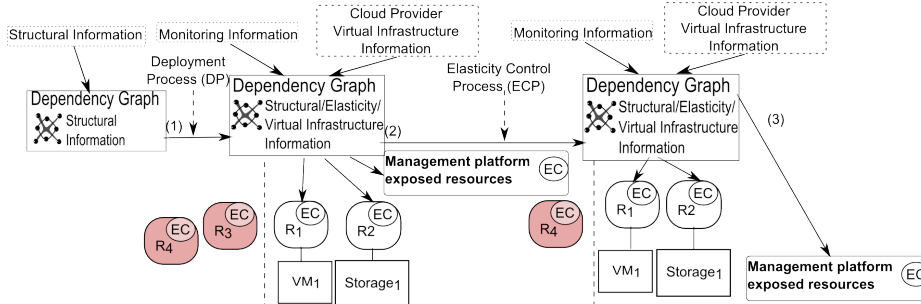 Structural Information
Monitoring Information
Cloud Provider
Virtual Infrastructure
Information
Monitoring Information
Cloud Provider
Virtual Infrastructure
Information
Deployment
Process (DP)
Elasticity Control
Process (ECP)
Dependency Graph
Structural
Information
(1)
Dependency Graph
Structural/Elasticity/
Virtual Infrastructure
Information
(2)
Dependency Graph
Structural/Elasticity/
Virtual Infrastructure
Information
(3)
Management platform
exposed resources
EC
EC
R4
EC
R3
EC
R1
EC
R2
EC
R4
EC
R1
EC
R2
VM1
Storage1
VM1
Storage1
Management platform
exposed resources
EC